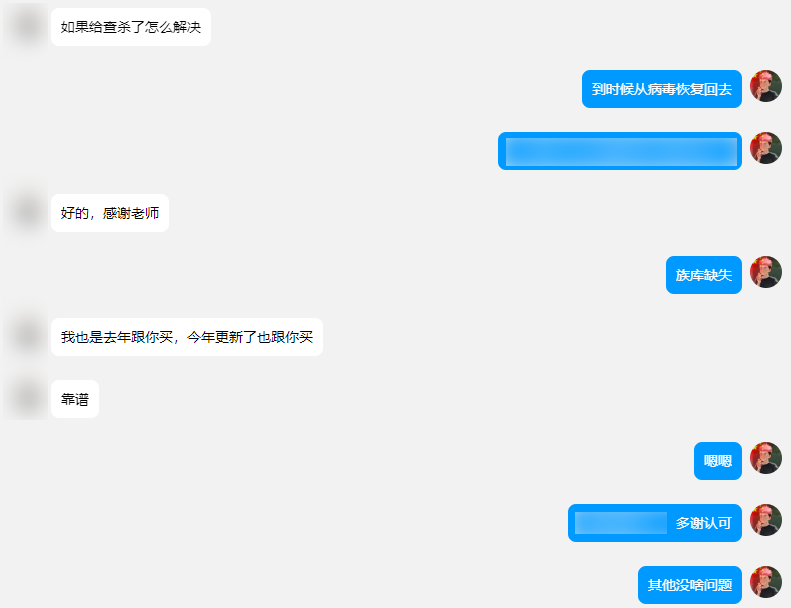 如果给查杀了怎么解决
到时候从病毒恢复回去
好的，感谢老师
族库缺失
我也是去年跟你买，今年更新了也跟你买
靠谱
嗯嗯
多谢认可
其他没啥问题